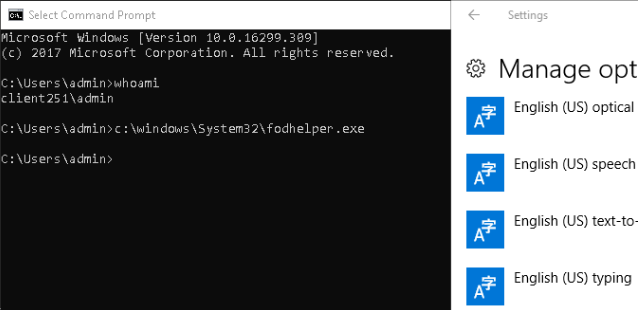 Select Command Prompt
Microsoft Windows [Version 10.0.16299.309]
(c) 2017 Microsoft Corporation. All rights reserved.
C:\Users\admin>whoami
client251\admin
C:\Users\admin>c:\windows\System32\fodhelper.exe
C:\Users\admin>
Settings
Manage opt
English (US) optical
English (US) speech
English (US) text-to-
English (US) typing